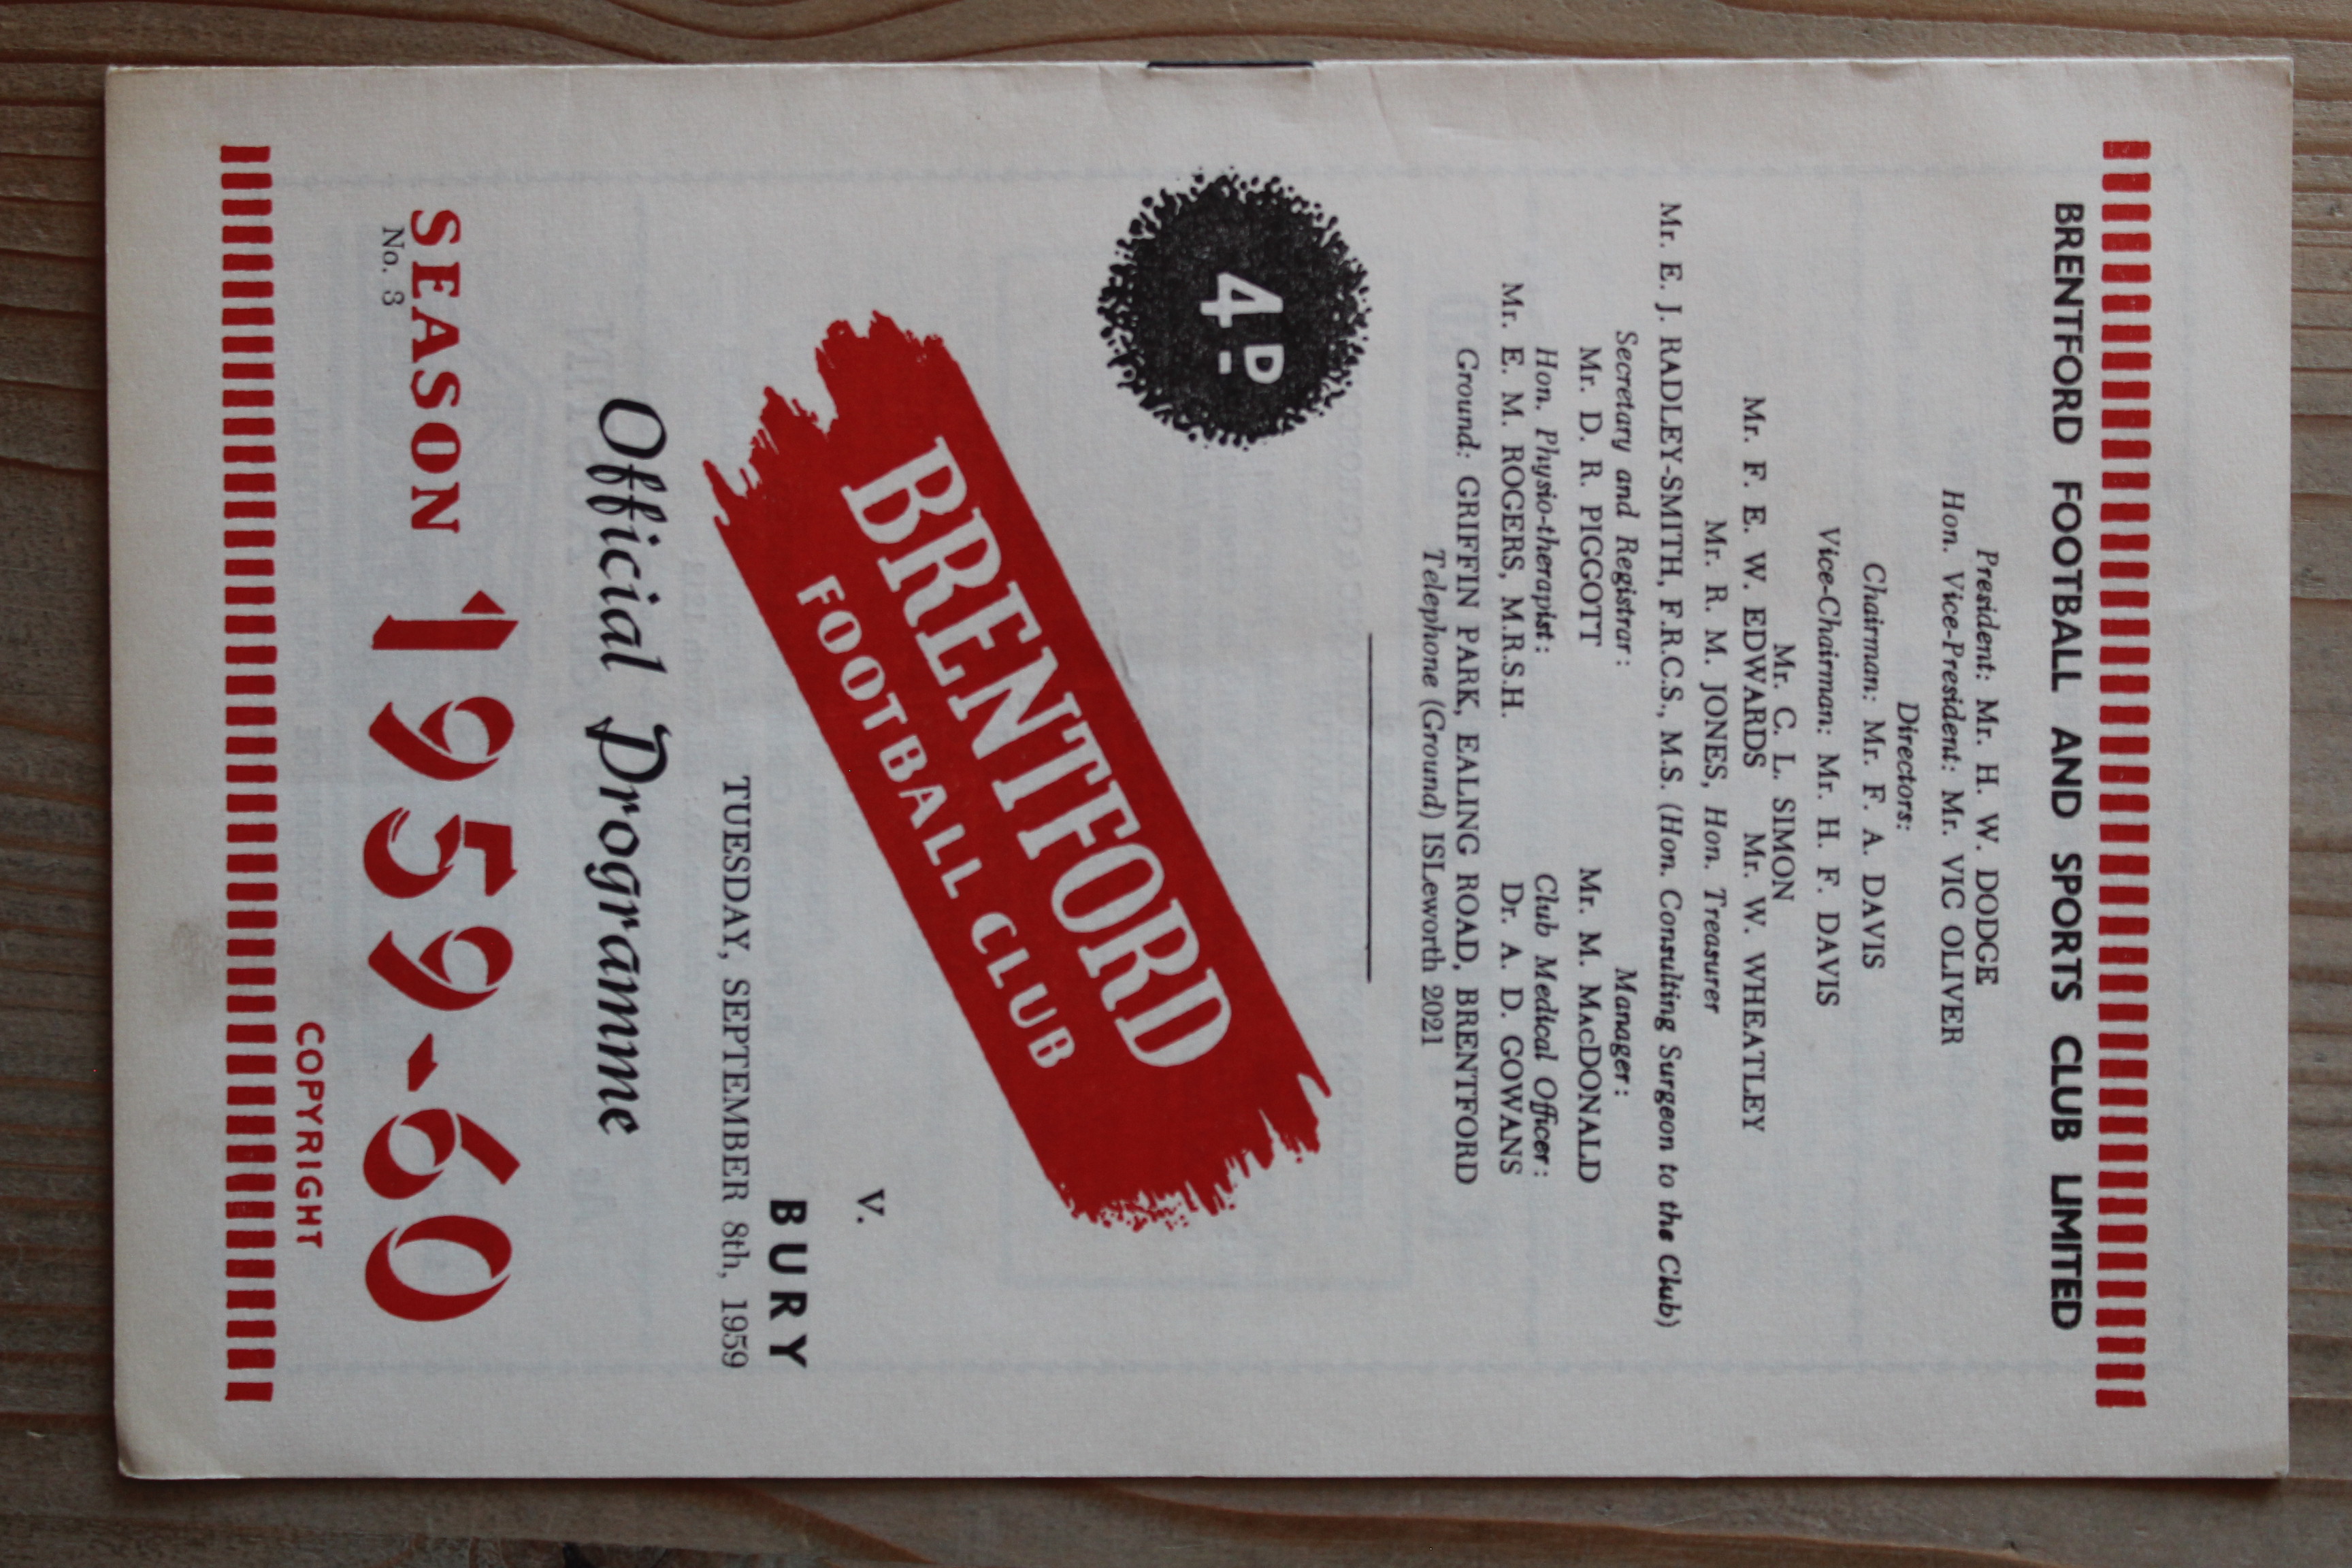 BRENTFORD FOOTBALL AND SPORTS CLUB LIMITED
President: Mr. H. W. DODGE
Hon. Vice-President: Mr. VIC OLIVER
Directors:
Chairman: Mr. F. A. DAVIS
Vice-Chairman: Mr. H. F. DAVIS
Mr. C. L. SIMON
Mr. F. E. W. EDWARDS Mr. W. WHEATLEY
Mr. R. M. JONES, Hon. Treasurer
Mr. E. J. RADLEY-SMITH, F.R.C.S., M.S. (Hon. Consulting Surgeon to the Club)
Secretary and Registrar: Manager:
Mr. D. R. PIGGOTT Mr. M. MacDONALD
Hon. Physio-therapist: Club Medical Officer:
Mr. E. M. ROGERS, M.R.S.H. Dr. A. D. GOWANS
Ground: GRIFFIN PARK, EALING ROAD, BRENTFORD
Telephone (Ground) ISLeworth 2021
4D.
BRENTFORD
FOOTBALL CLUB
v.
BURY
TUESDAY, SEPTEMBER 8th, 1959
Official Programme
SEASON 1959-60
No. 3
COPYRIGHT